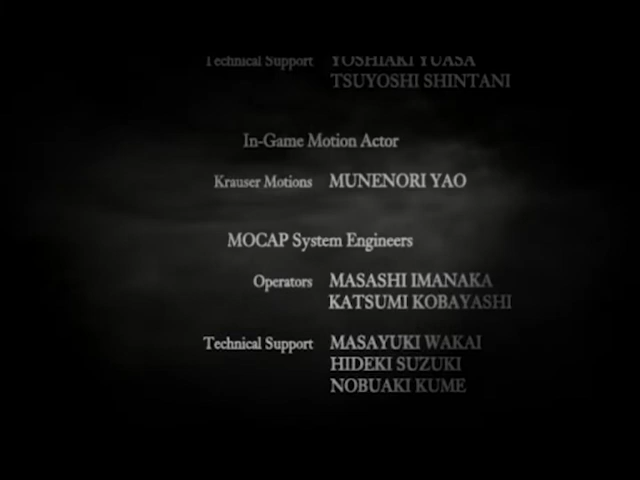 Technical Support YOSHIAKI YUASA
TSUYOSHI SHINTANI
In-Game Motion Actor
Krauser Motions MUNENORI YAO
MOCAP System Engineers
Operators MASASHI IMANAKA
KATSUMI KOBAYASHI
Technical Support MASAYUKI WAKAI
HIDEKI SUZUKI
NOBUAKI KUME